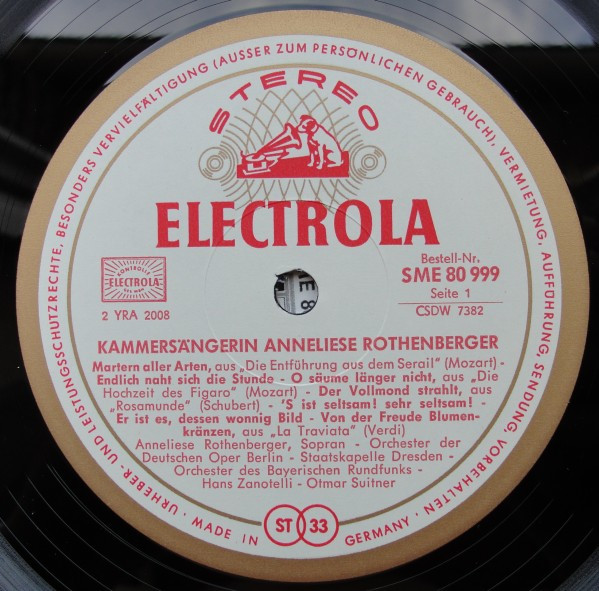 URHEBER- UND LEISTUNGSSCHUTZRECHTE, BESONDERS VERVIELFÄLTIGUNG (AUSSER ZUM PERSÖNLICHEN GEBRAUCH), VERMIETUNG, AUFFÜHRUNG, SENDUNG, VORBEHALTEN ·
STEREO
ELECTROLA
KONTROLLE
ELECTROLA
Bestell-Nr.
SME 80 999
Seite 1
2 YRA 2008
CSDW 7382
E 8
KAMMERSÄNGERIN ANNELIESE ROTHENBERGER
Martern aller Arten, aus „Die Entführung aus dem Serail" (Mozart) -
Endlich naht sich die Stunde - O säume länger nicht, aus „Die
Hochzeit des Figaro" (Mozart) - Der Vollmond strahlt, aus
„Rosamunde" (Schubert) - 'S ist seltsam! sehr seltsam! -
Er ist es, dessen wonnig Bild - Von der Freude Blumen-
kränzen, aus „La Traviata" (Verdi)
Anneliese Rothenberger, Sopran - Orchester der
Deutschen Oper Berlin - Staatskapelle Dresden -
Orchester des Bayerischen Rundfunks -
Hans Zanotelli - Otmar Suitner
· MADE IN GERMANY ·
ST 33